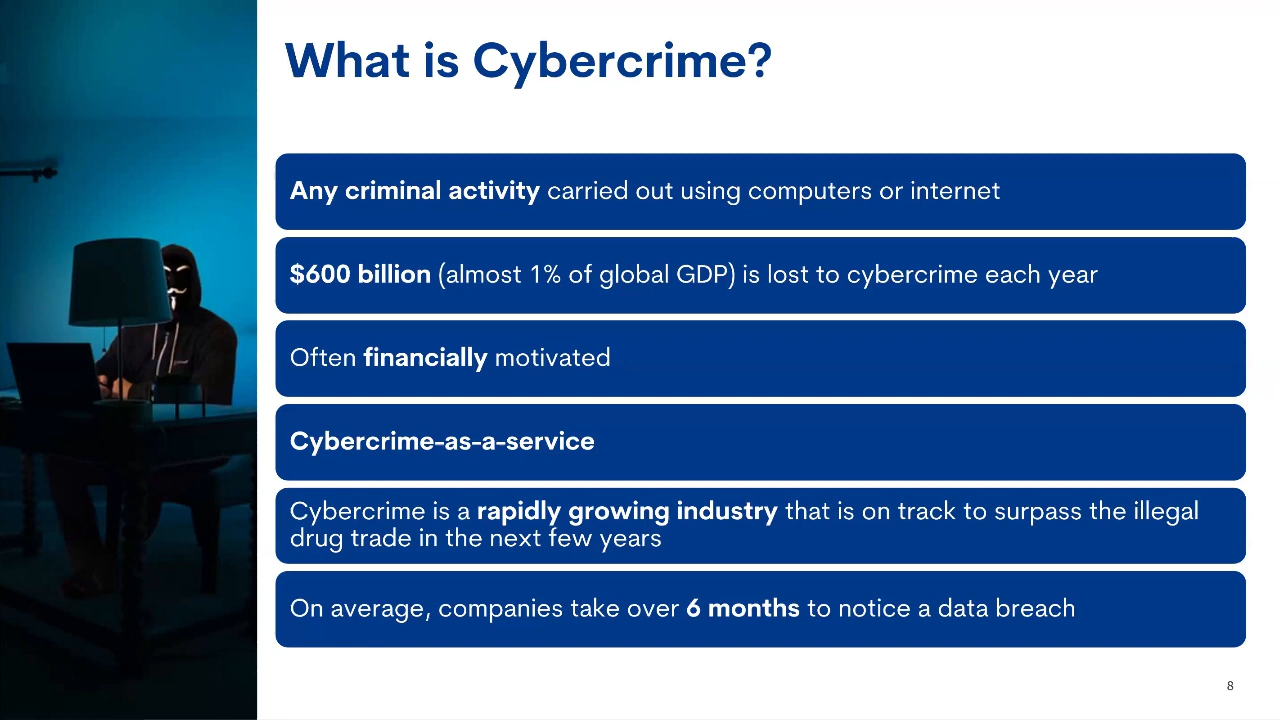 What is Cybercrime?
Any criminal activity carried out using computers or internet
$600 billion (almost 1% of global GDP) is lost to cybercrime each year
Often financially motivated
Cybercrime-as-a-service
Cybercrime is a rapidly growing industry that is on track to surpass the illegal
drug trade in the next few years
On average, companies take over 6 months to notice a data breach
8